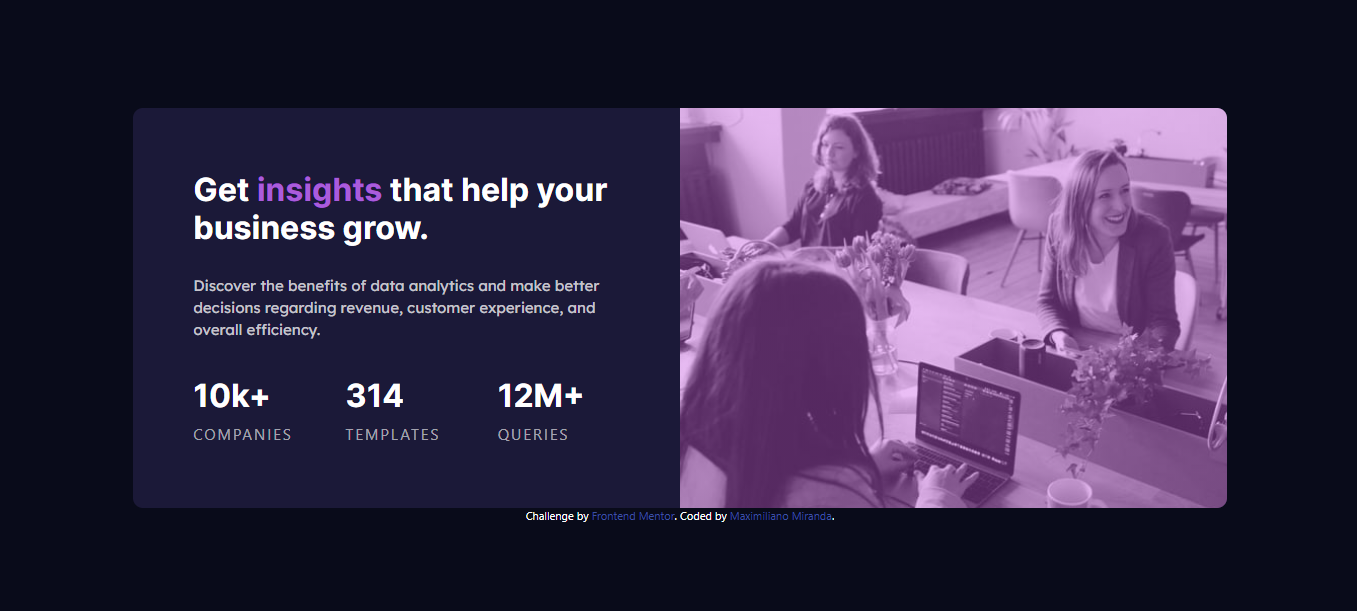 Get insights that help your
business grow.
Discover the benefits of data analytics and make better
decisions regarding revenue, customer experience, and
overall efficiency.
10k+ 314 12M+
COMPANIES TEMPLATES QUERIES
Challenge by Frontend Mentor. Coded by Maximiliano Miranda.